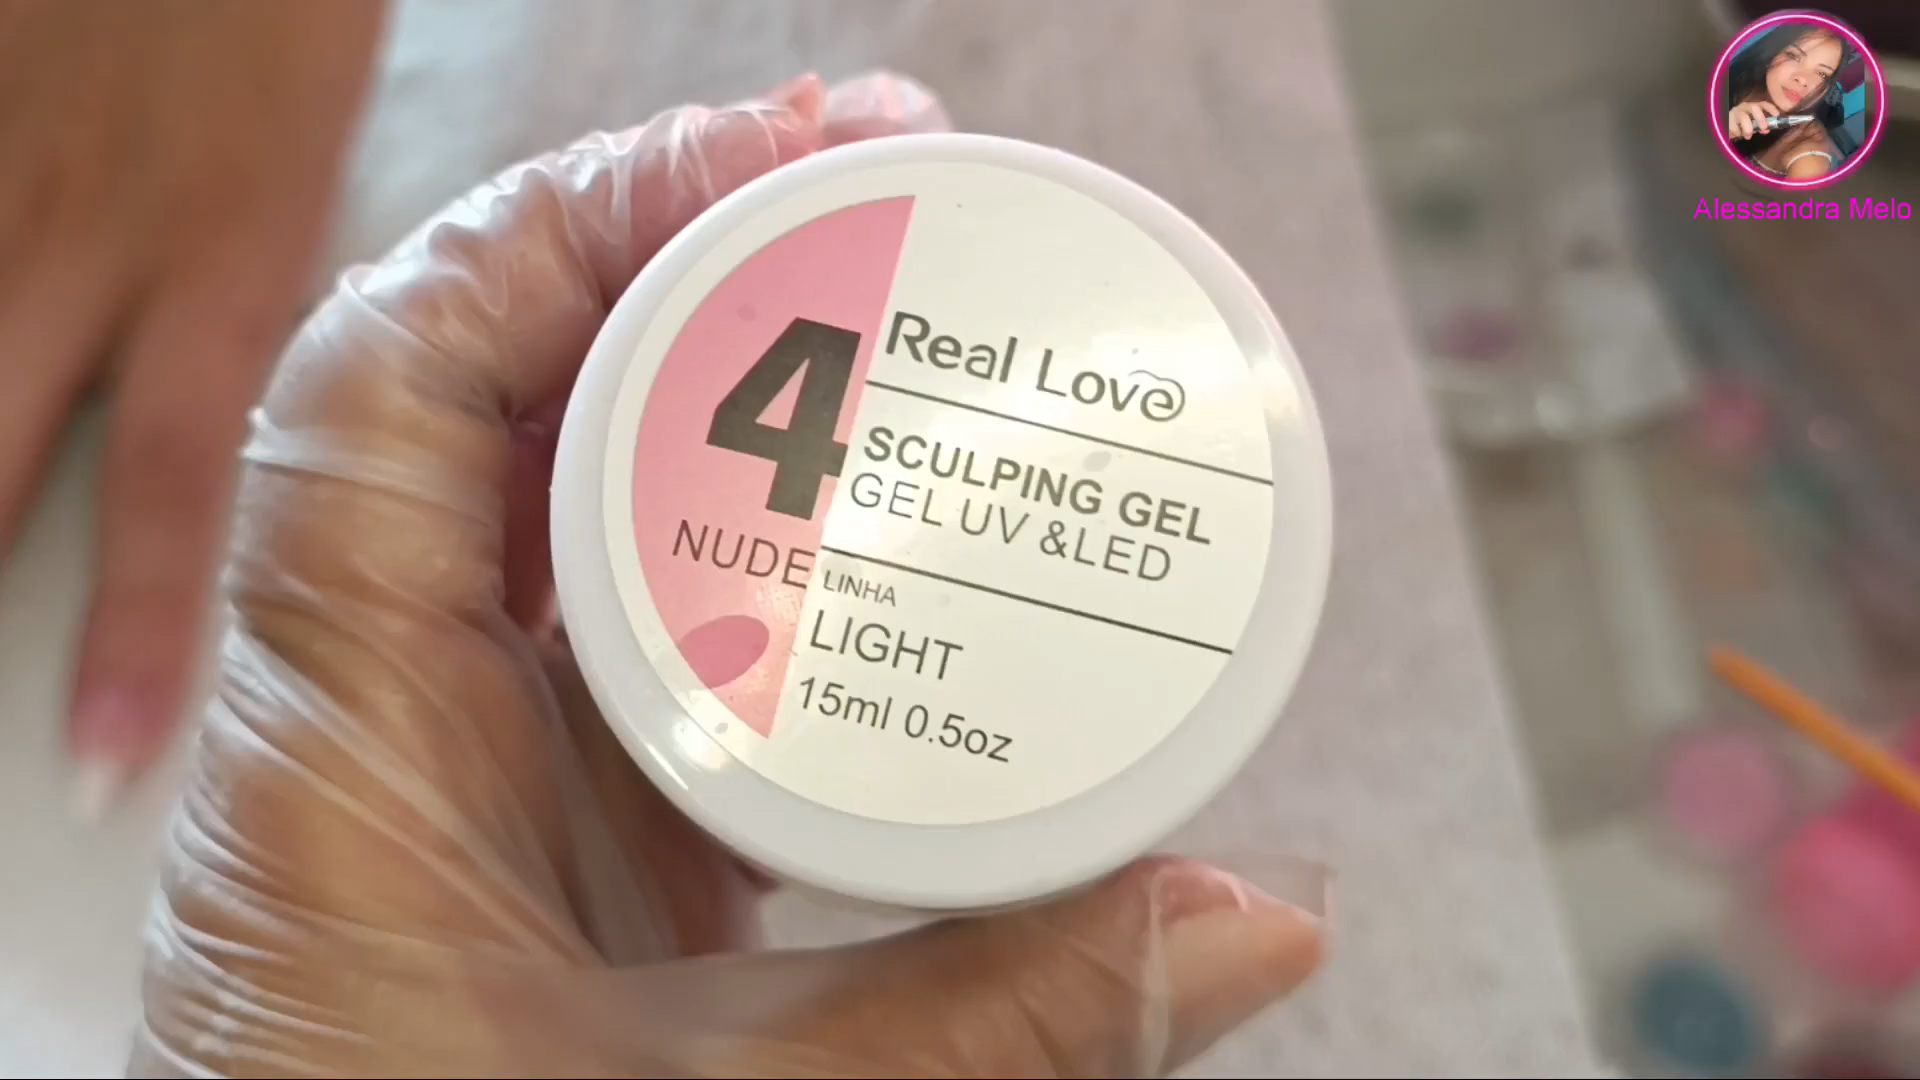 Alessandra Melo
4
NUDE
Real Love
SCULPING GEL
GEL UV &LED
LINHA
LIGHT
15ml 0.5oz